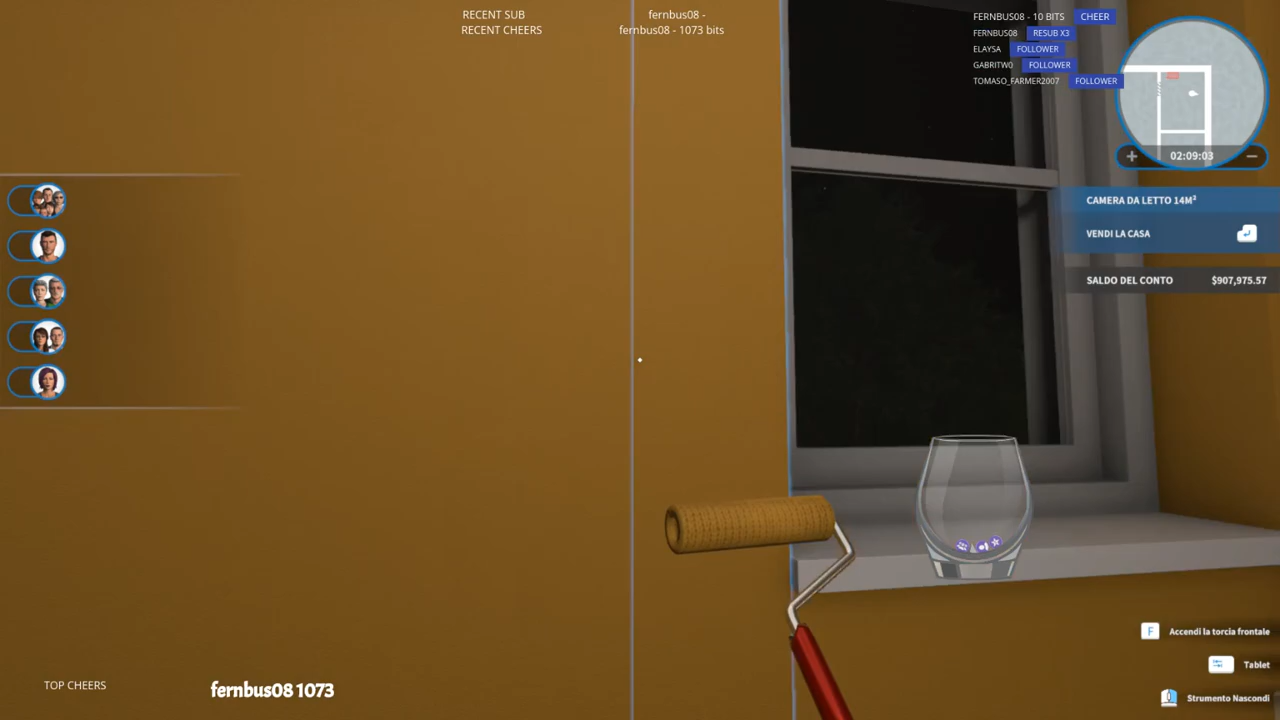 RECENT SUB fernbus08 -
RECENT CHEERS fernbus08 - 1073 bits
FERNBUS08 - 10 BITS CHEER
FERNBUS08 RESUB X3
ELAYSA FOLLOWER
GABRITW0 FOLLOWER
TOMASO_FARMER2007 FOLLOWER
+ 02:09:03 −
CAMERA DA LETTO 14M²
VENDI LA CASA
SALDO DEL CONTO $907,975.57
F Accendi la torcia frontale
Tablet
Strumento Nascondi
TOP CHEERS fernbus08 1073